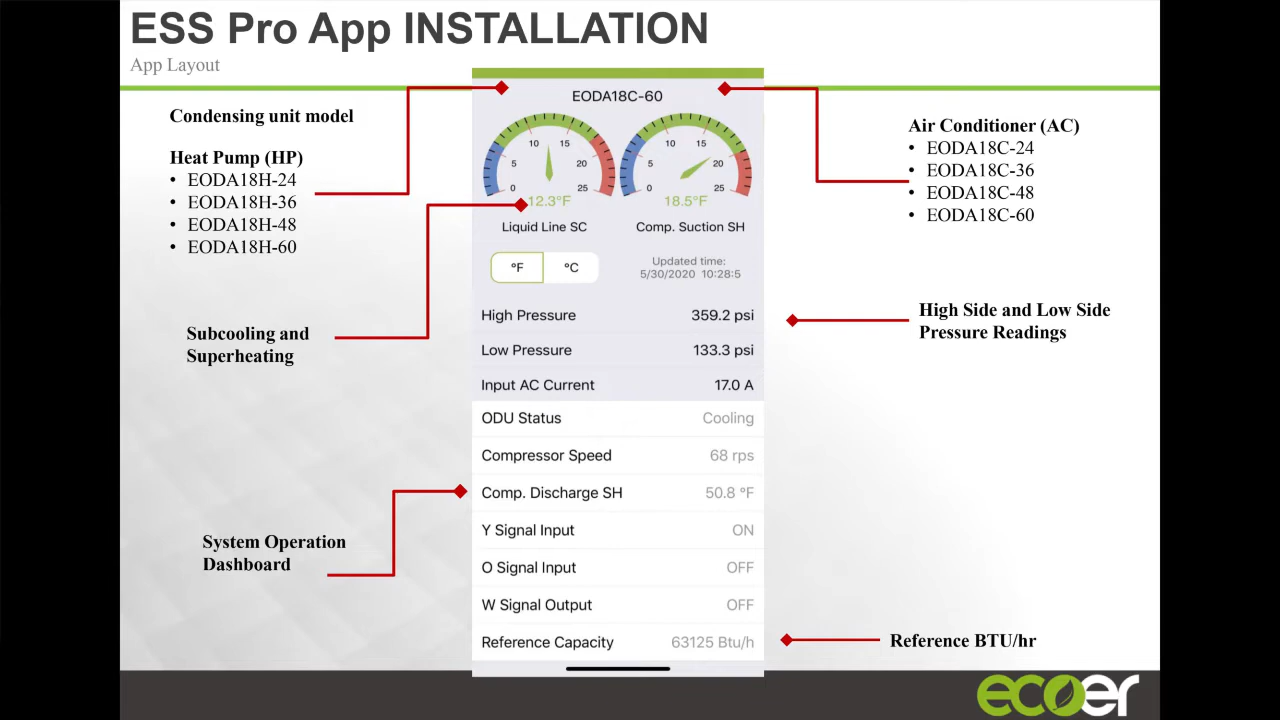 ESS Pro App INSTALLATION
App Layout
Condensing unit model
Heat Pump (HP)
• EODA18H-24
• EODA18H-36
• EODA18H-48
• EODA18H-60
Subcooling and
Superheating
System Operation
Dashboard
EODA18C-60
0 5 10 15 20 25
0 5 10 15 20 25
12.3°F 18.5°F
Liquid Line SC Comp. Suction SH
°F °C
Updated time:
5/30/2020 10:28:5
High Pressure 359.2 psi
Low Pressure 133.3 psi
Input AC Current 17.0 A
ODU Status Cooling
Compressor Speed 68 rps
Comp. Discharge SH 50.8 °F
Y Signal Input ON
O Signal Input OFF
W Signal Output OFF
Reference Capacity 63125 Btu/h
Air Conditioner (AC)
• EODA18C-24
• EODA18C-36
• EODA18C-48
• EODA18C-60
High Side and Low Side
Pressure Readings
Reference BTU/hr
ecoer